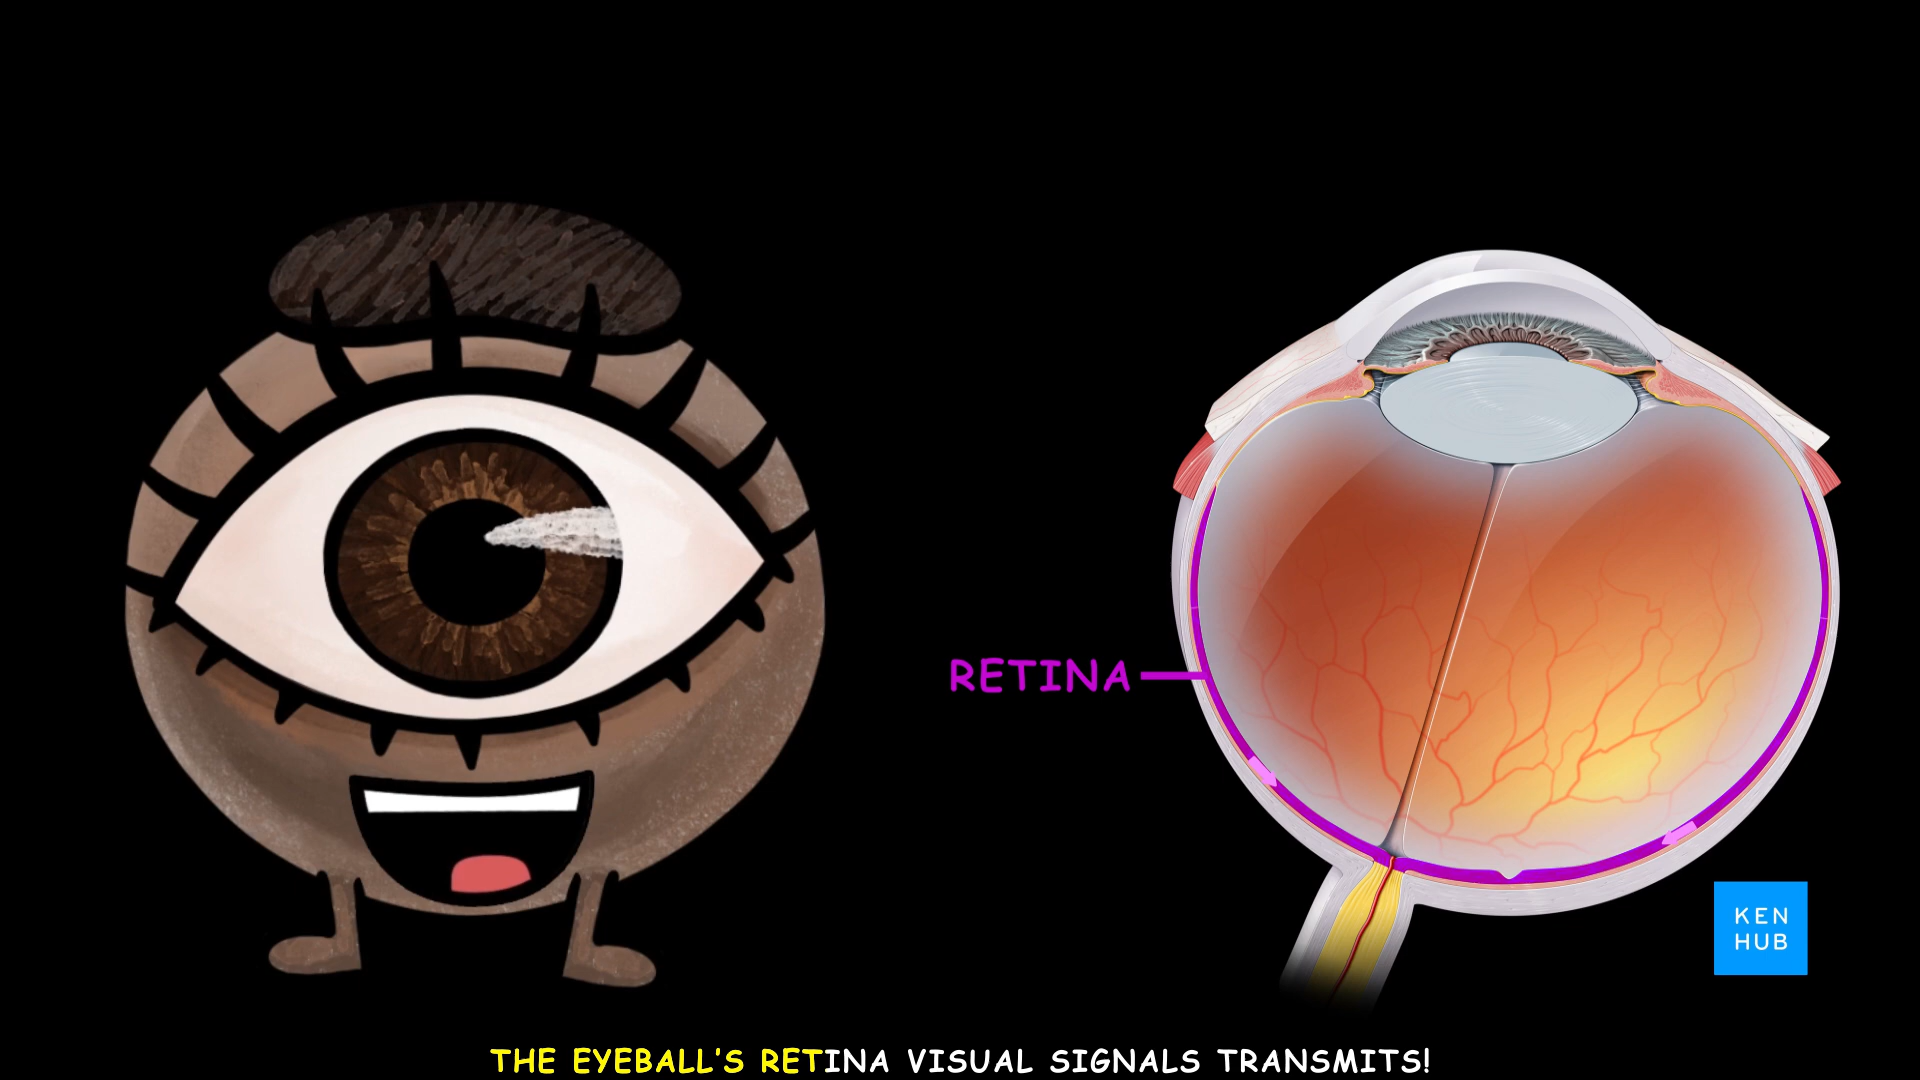 RETINA
KEN
HUB
THE EYEBALL'S RETINA VISUAL SIGNALS TRANSMITS!